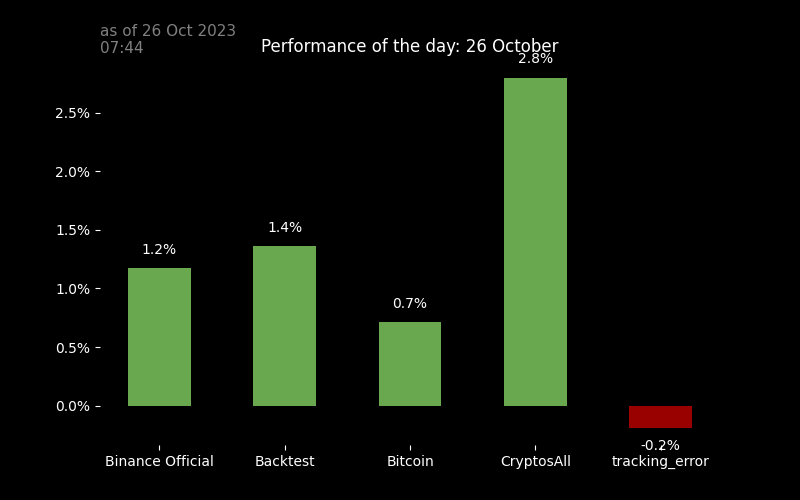 as of 26 Oct 2023
07:44
Performance of the day: 26 October
2.8%
2.5%
2.0%
1.5%
1.4%
1.2%
1.0%
0.7%
0.5%
0.0%
-0.2%
Binance Official
Backtest
Bitcoin
CryptosAll
tracking_error